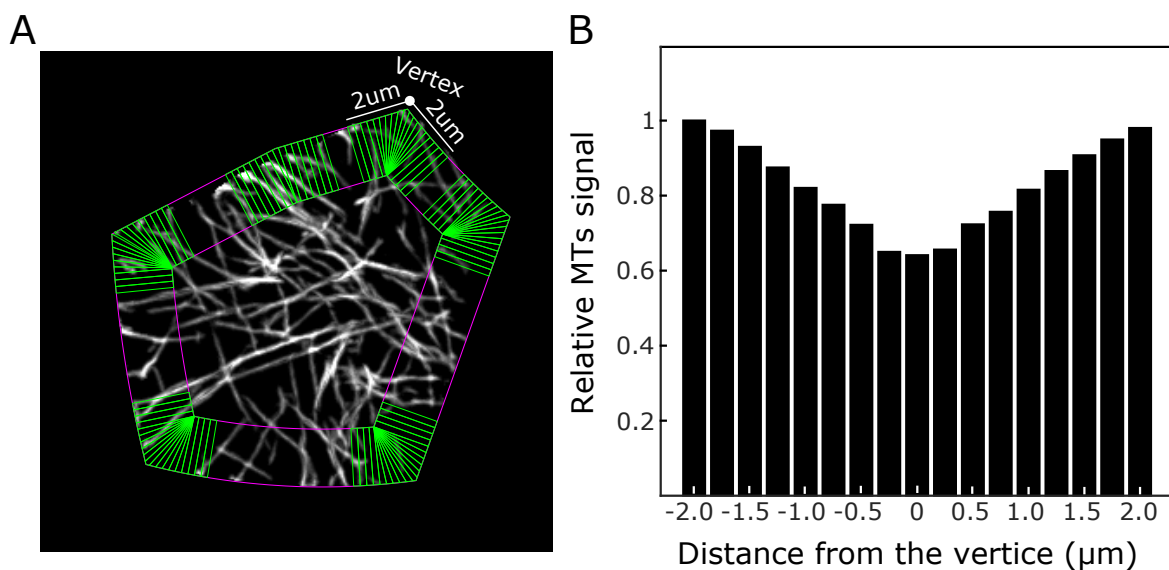 A
Vertex
2um
2um
B
Relative MTs signal
1
0.8
0.6
0.4
0.2
-2.0 -1.5 -1.0 -0.5 0 0.5 1.0 1.5 2.0
Distance from the vertice (μm)